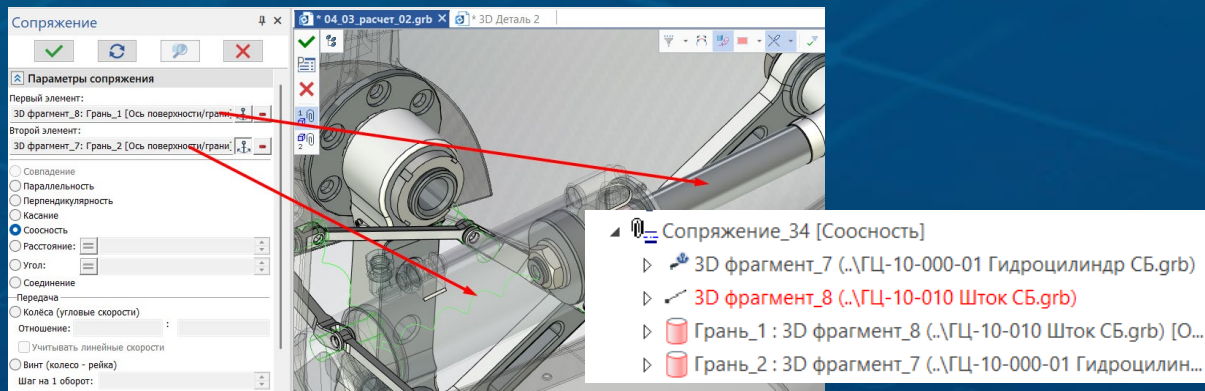 Сопряжение
* 04_03_расчет_02.grb
* 3D Деталь 2
Параметры сопряжения
Первый элемент:
3D фрагмент_8: Грань_1 [Ось поверхности/грани]
Второй элемент:
3D фрагмент_7: Грань_2 [Ось поверхности/грани]
Совпадение
Параллельность
Перпендикулярность
Касание
Соосность
Расстояние:
Угол:
Соединение
Передача
Колёса (угловые скорости)
Отношение: :
Учитывать линейные скорости
Винт (колесо - рейка)
Шаг на 1 оборот:
1
2
Сопряжение_34 [Соосность]
3D фрагмент_7 (..\ГЦ-10-000-01 Гидроцилиндр СБ.grb)
3D фрагмент_8 (..\ГЦ-10-010 Шток СБ.grb)
Грань_1 : 3D фрагмент_8 (..\ГЦ-10-010 Шток СБ.grb) [О...
Грань_2 : 3D фрагмент_7 (..\ГЦ-10-000-01 Гидроцилин...